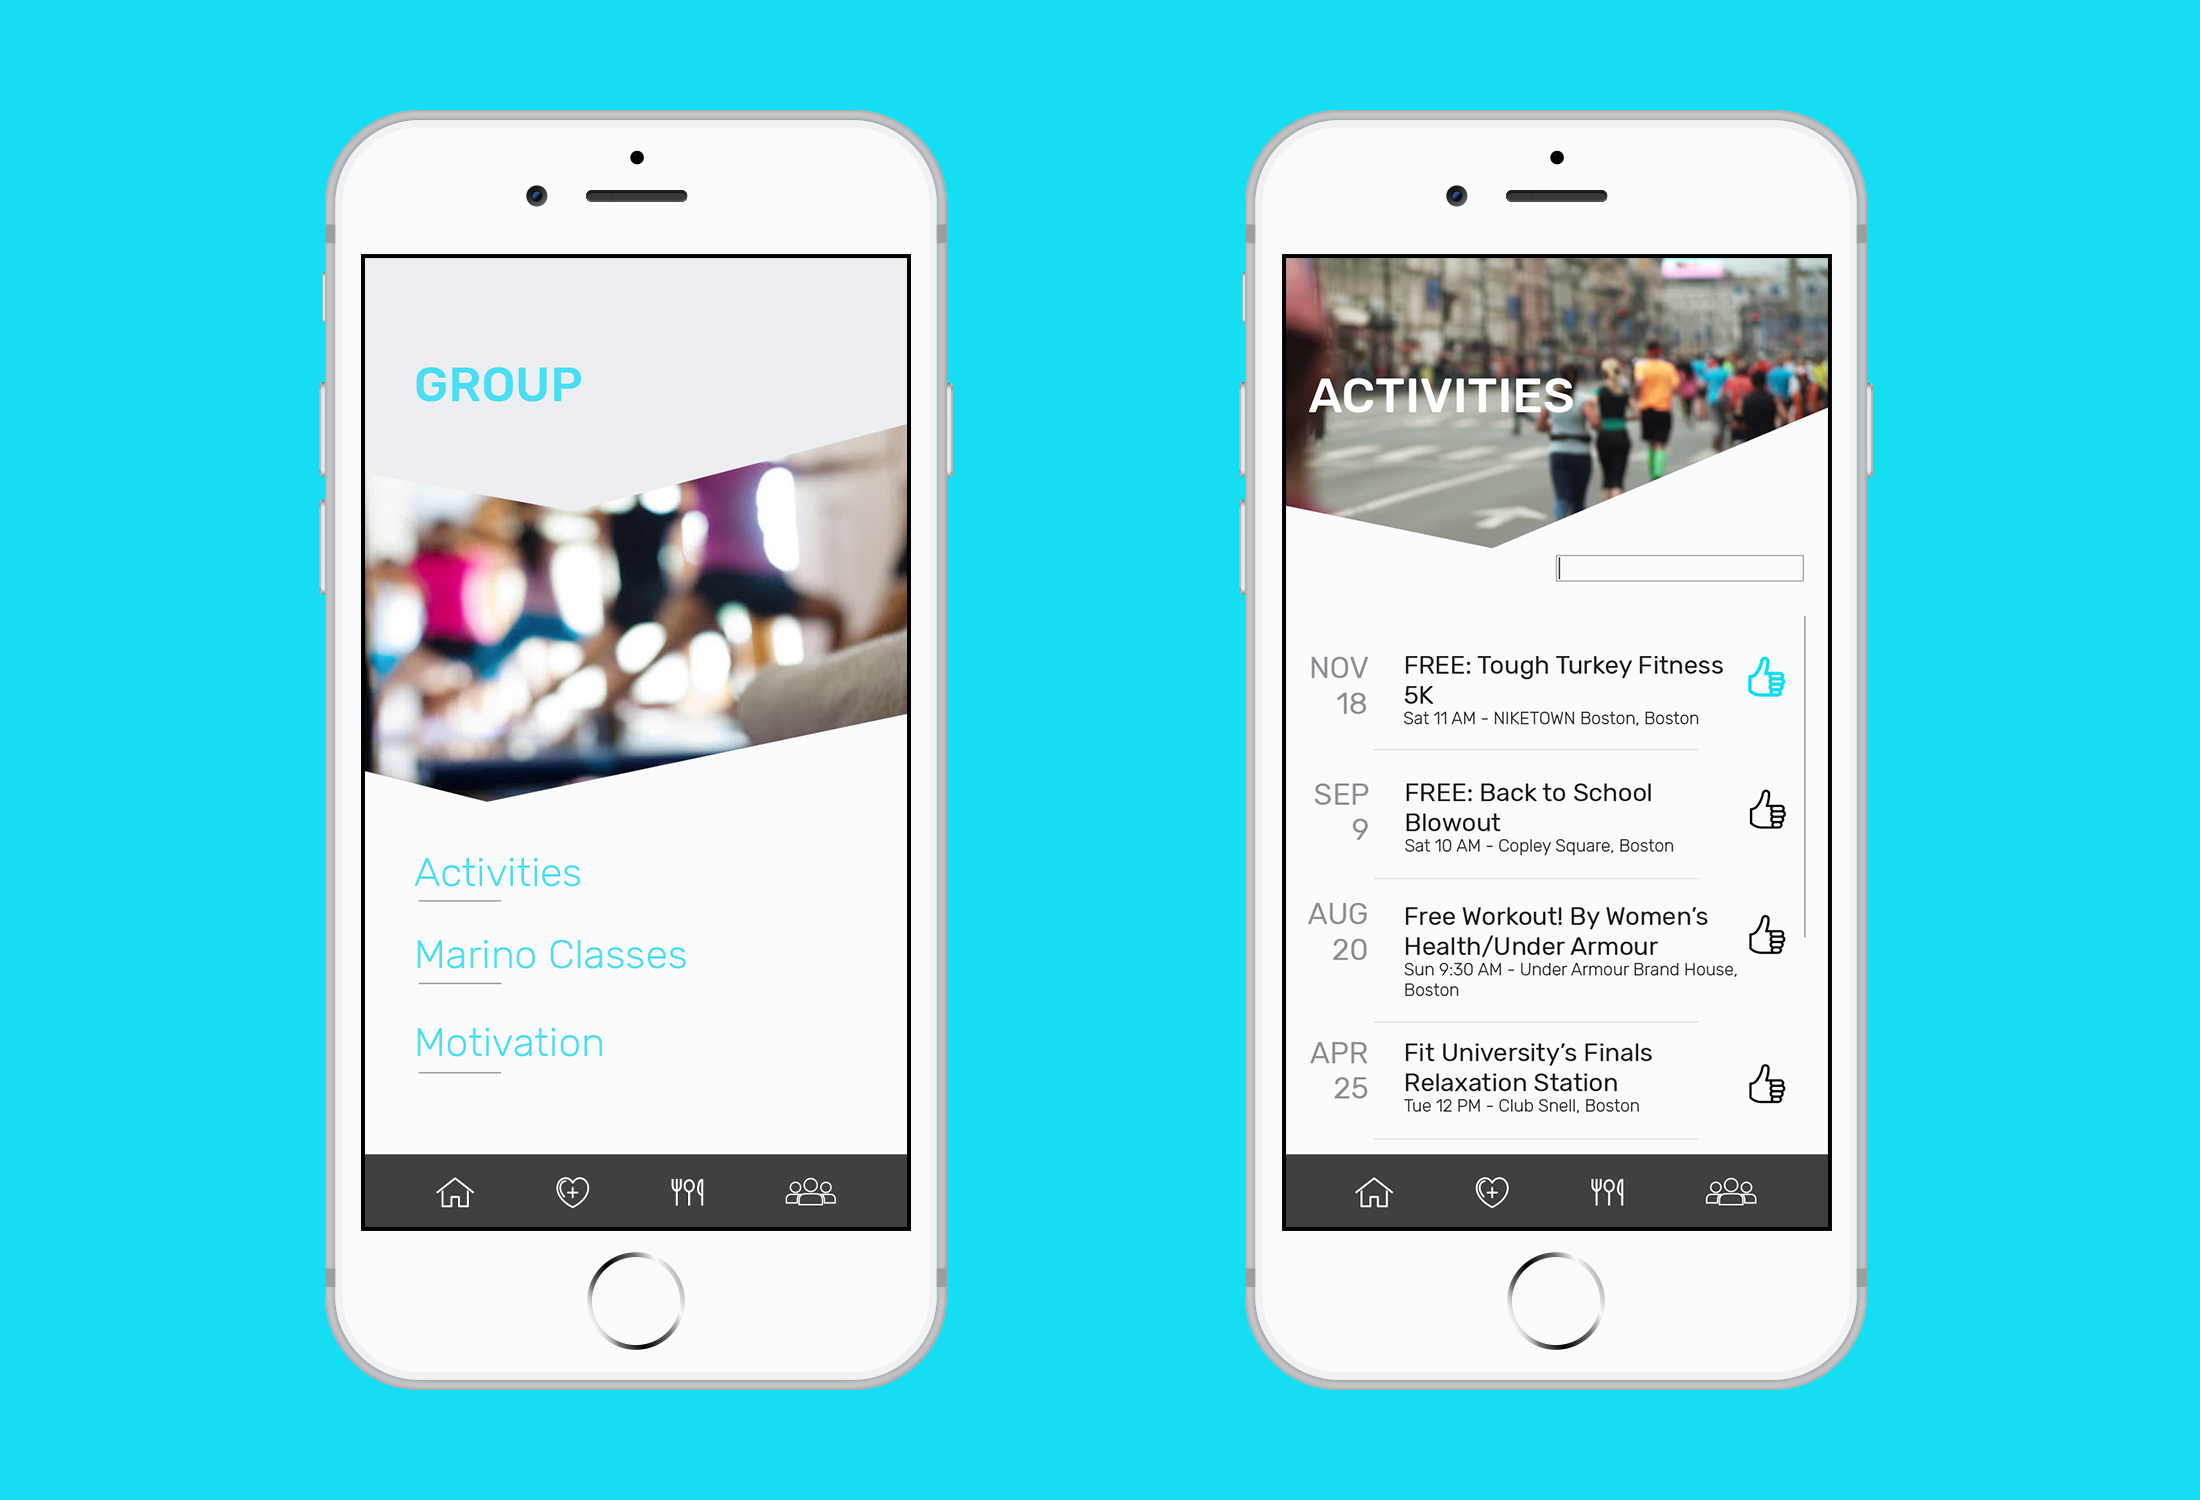 GROUP
Activities
Marino Classes
Motivation
ACTIVITIES
NOV
18
FREE: Tough Turkey Fitness
5K
Sat 11 AM - NIKETOWN Boston, Boston
SEP
9
FREE: Back to School
Blowout
Sat 10 AM - Copley Square, Boston
AUG
20
Free Workout! By Women’s
Health/Under Armour
Sun 9:30 AM - Under Armour Brand House,
Boston
APR
25
Fit University’s Finals
Relaxation Station
Tue 12 PM - Club Snell, Boston